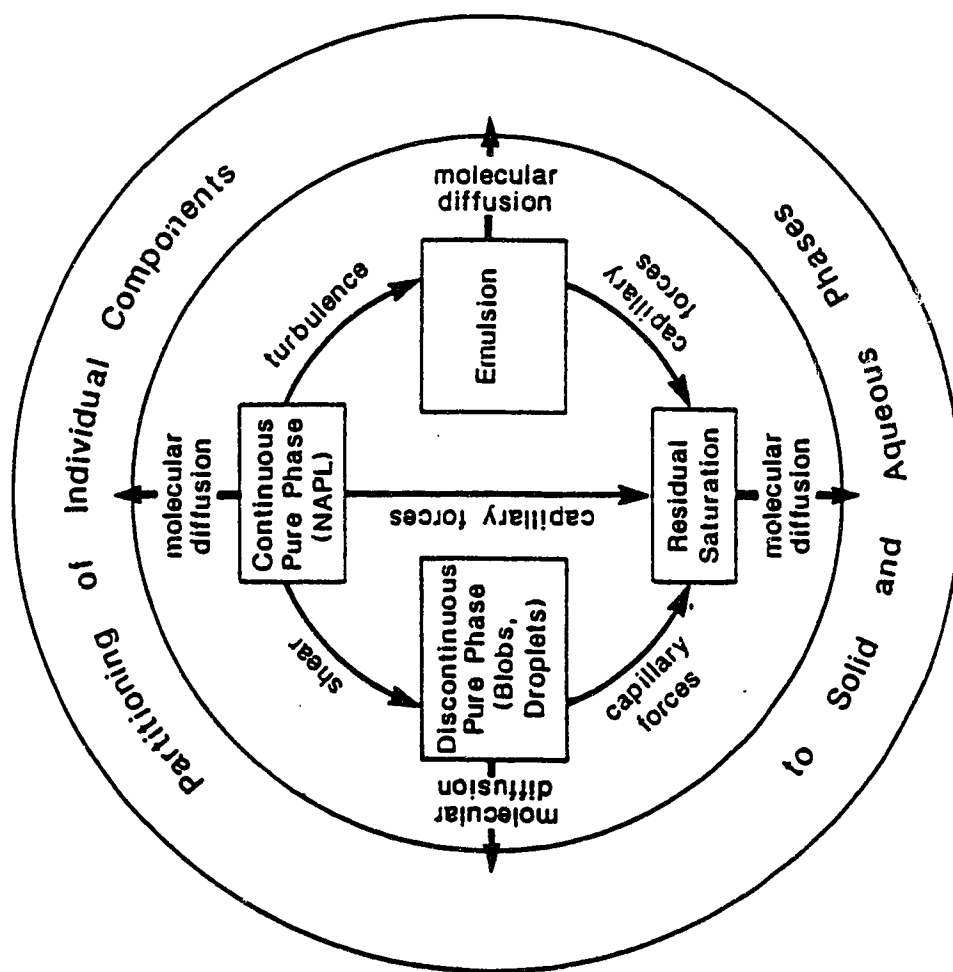 Partitioning of Individual Components
to Solid and Aqueous Phases
molecular
diffusion
Continuous
Pure Phase
(NAPL)
shear
turbulence
Discontinuous
Pure Phase
(Blobs,
Droplets)
molecular
diffusion
capillary forces
Emulsion
molecular
diffusion
capillary
forces
capillary
forces
Residual
Saturation
molecular
diffusion